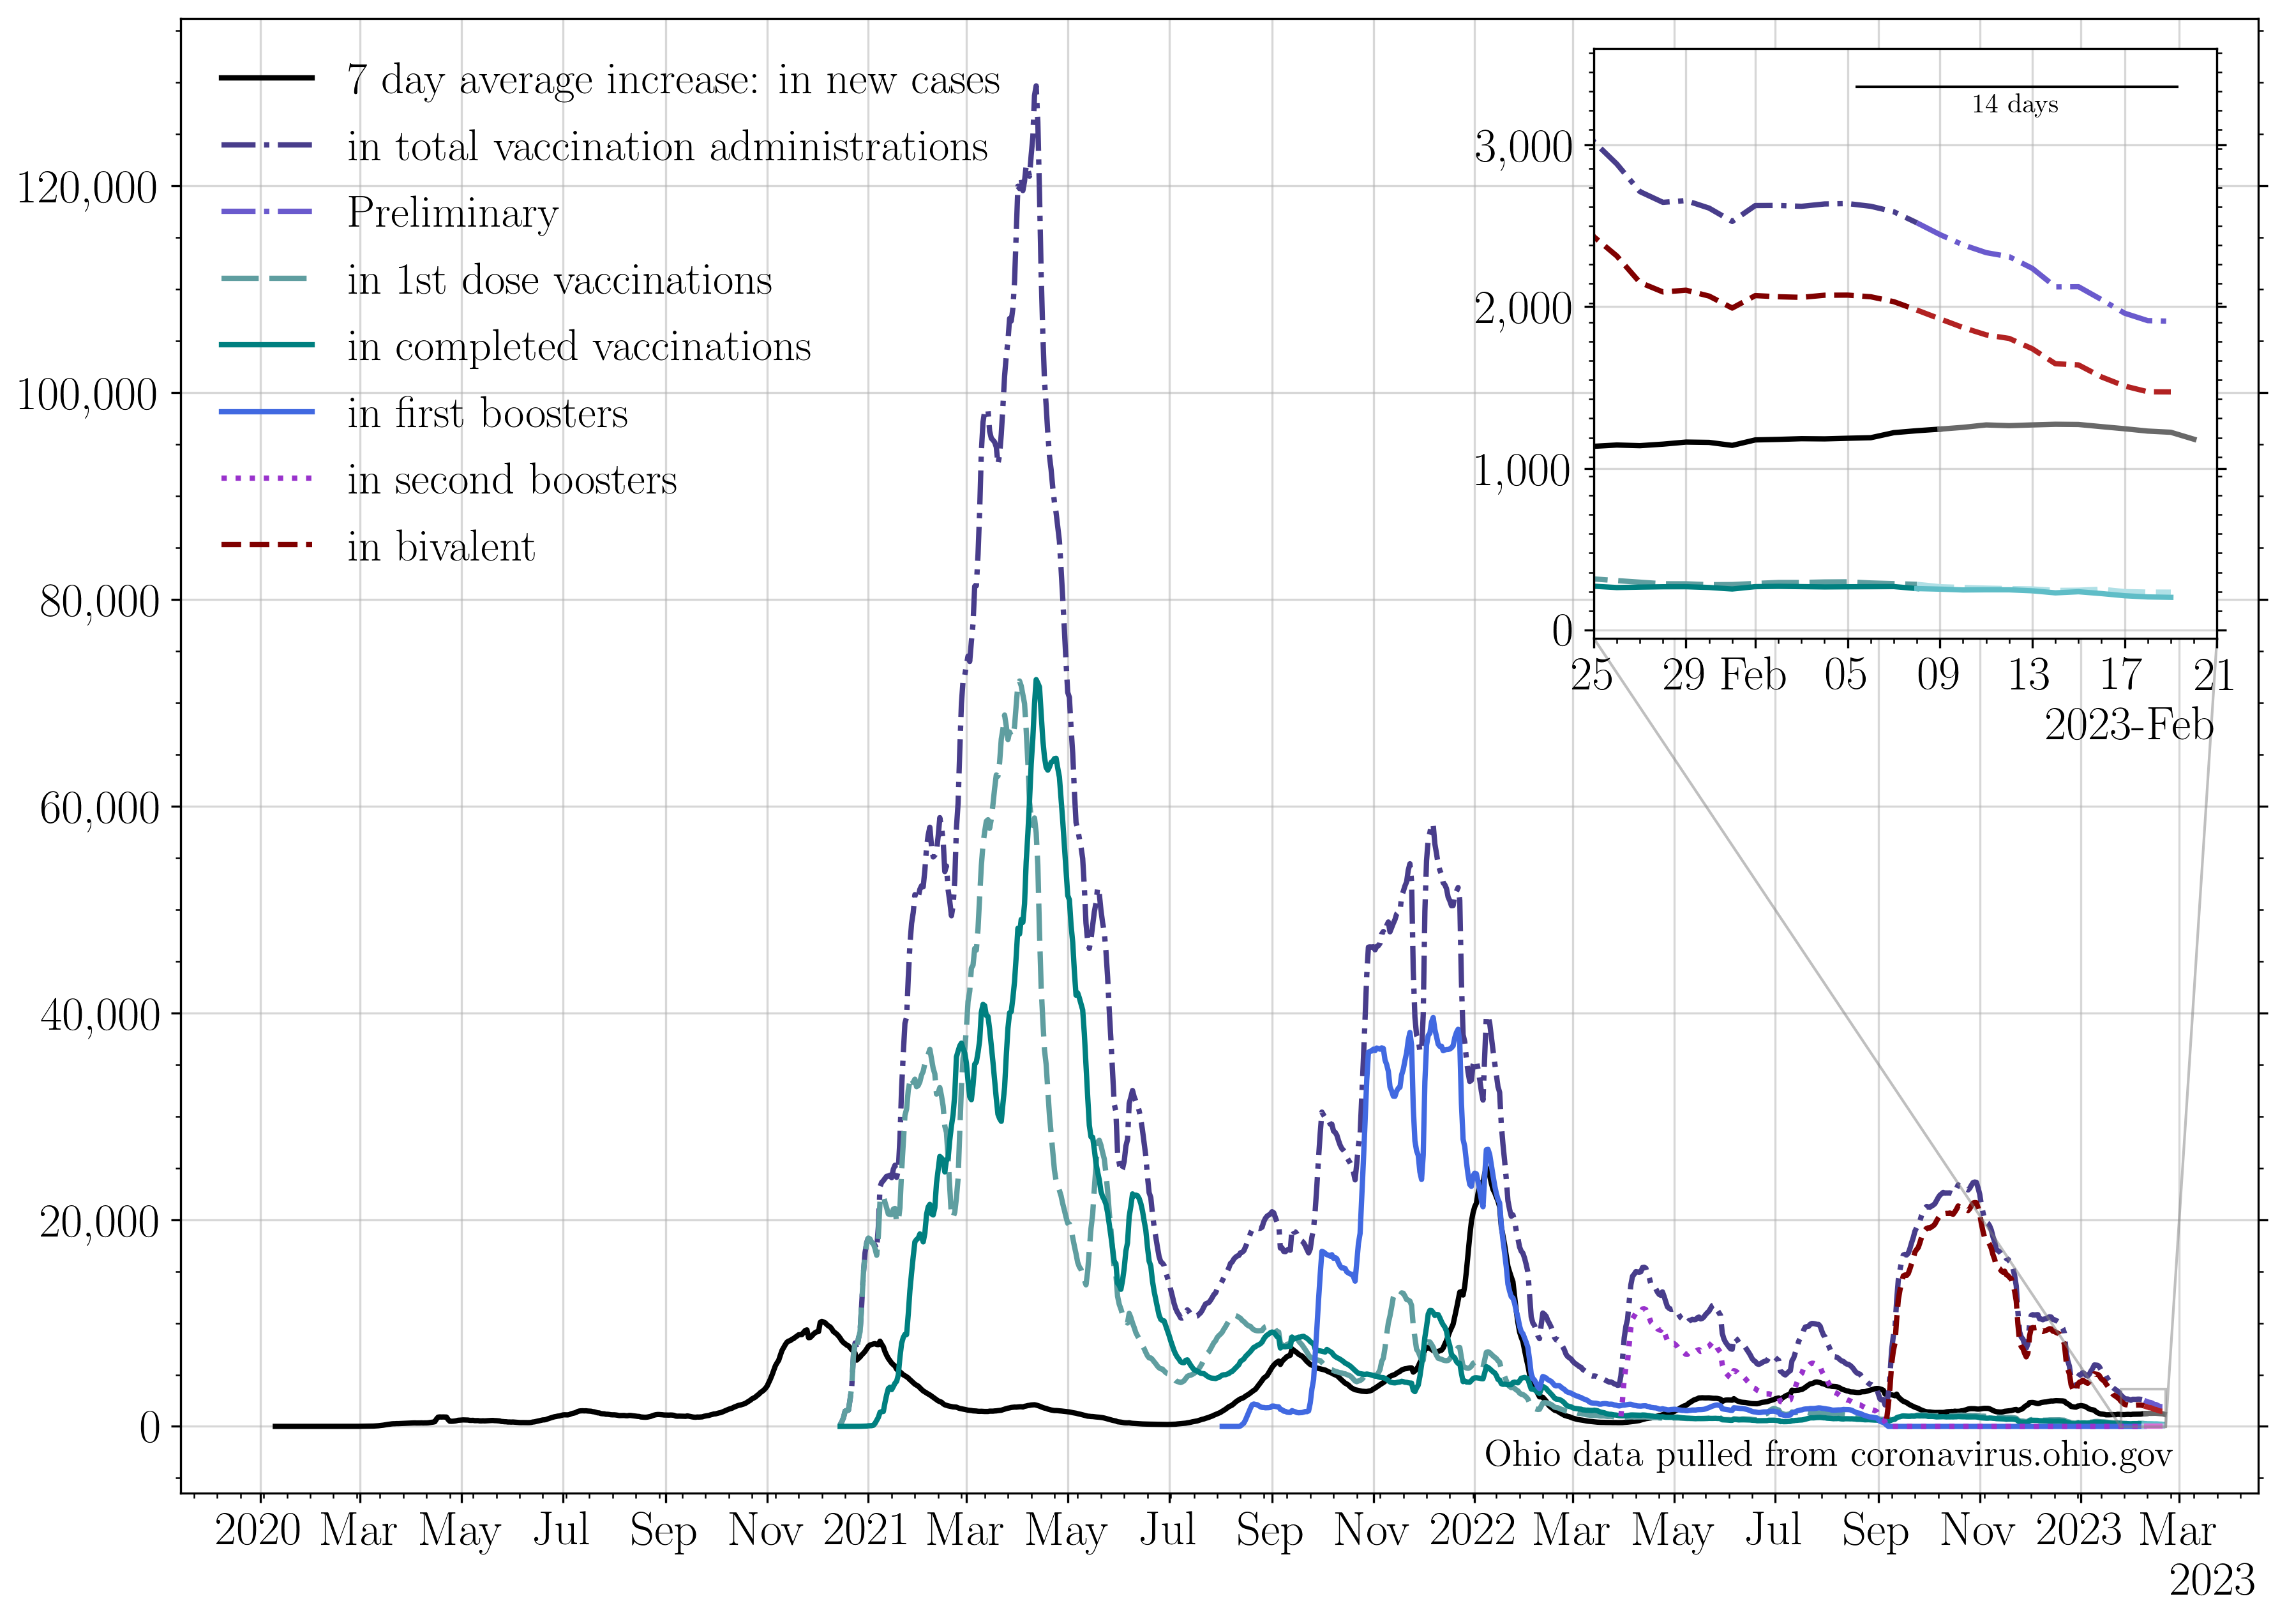 7 day average increase: in new cases
in total vaccination administrations
Preliminary
in 1st dose vaccinations
in completed vaccinations
in first boosters
in second boosters
in bivalent
120,000
100,000
80,000
60,000
40,000
20,000
0
14 days
3,000
2,000
1,000
0
25 29 Feb 05 09 13 17 21
2023-Feb
Ohio data pulled from coronavirus.ohio.gov
2020 Mar May Jul Sep Nov 2021 Mar May Jul Sep Nov 2022 Mar May Jul Sep Nov 2023 Mar
2023